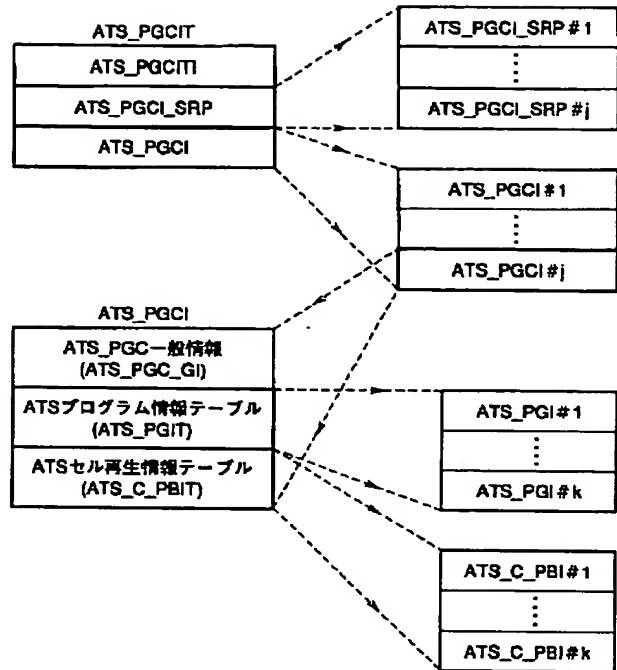 ATS_PGCIT
ATS_PGCITI
ATS_PGCI_SRP
ATS_PGCI
ATS_PGCI_SRP#1
ATS_PGCI_SRP#j
ATS_PGCI#1
ATS_PGCI#j
ATS_PGCI
ATS_PGC一般情報
(ATS_PGC_GI)
ATSプログラム情報テーブル
(ATS_PGIT)
ATSセル再生情報テーブル
(ATS_C_PBIT)
ATS_PGI#1
ATS_PGI#k
ATS_C_PBI#1
ATS_C_PBI#k